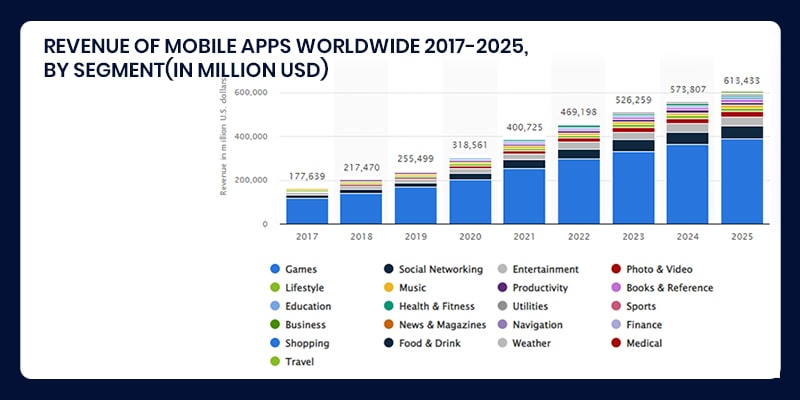 REVENUE OF MOBILE APPS WORLDWIDE 2017-2025,
BY SEGMENT(IN MILLION USD)
Revenue in million U.S. dollars
600,000
400,000
200,000
0
177,639
217,470
255,499
318,561
400,725
469,198
526,259
573,807
613,433
2017 2018 2019 2020 2021 2022 2023 2024 2025
Games Social Networking Entertainment Photo & Video
Lifestyle Music Productivity Books & Reference
Education Health & Fitness Utilities Sports
Business News & Magazines Navigation Finance
Shopping Food & Drink Weather Medical
Travel